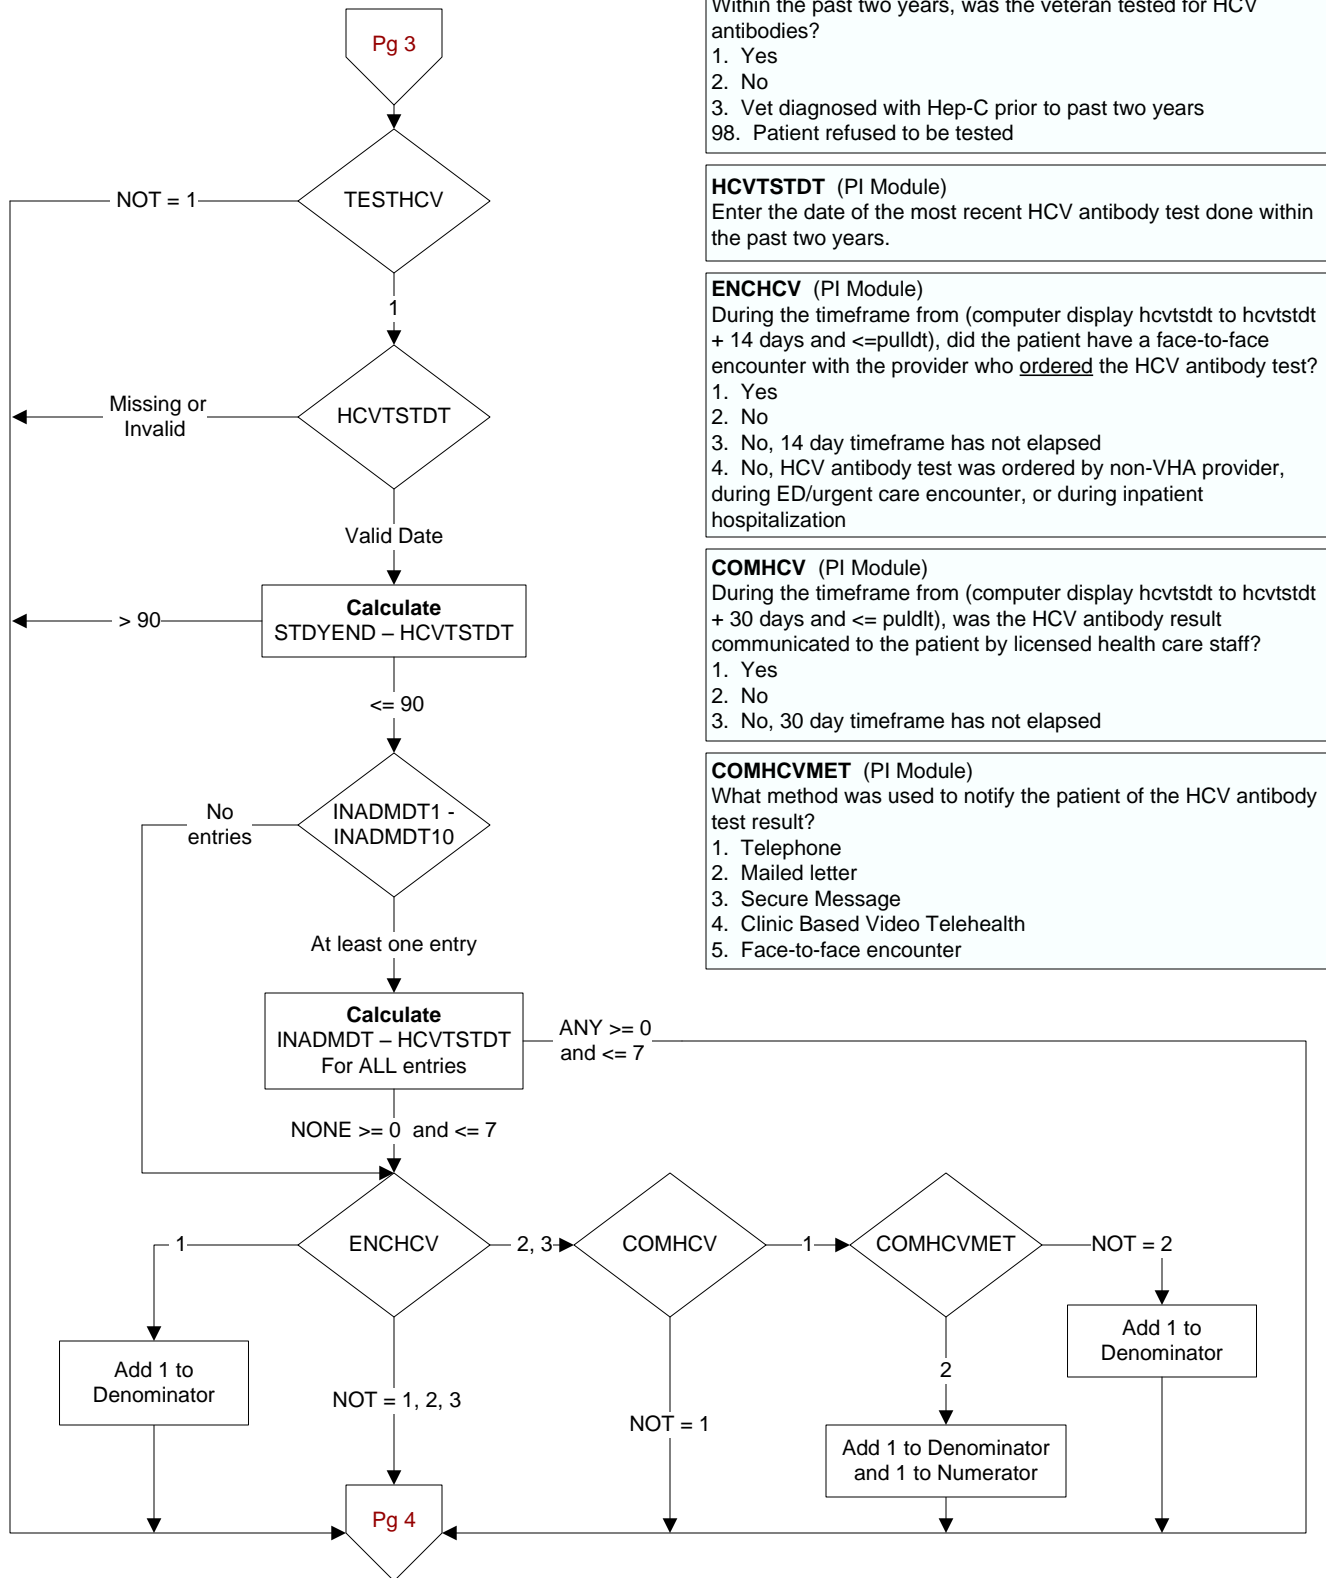 Within the past two years, was the veteran tested for HCV
antibodies?
1. Yes
2. No
3. Vet diagnosed with Hep-C prior to past two years
98. Patient refused to be tested
HCVTSTDT (PI Module)
Enter the date of the most recent HCV antibody test done within
the past two years.
ENCHCV (PI Module)
During the timeframe from (computer display hcvtstdt to hcvtstdt
+ 14 days and <=pulldt), did the patient have a face-to-face
encounter with the provider who ordered the HCV antibody test?
1. Yes
2. No
3. No, 14 day timeframe has not elapsed
4. No, HCV antibody test was ordered by non-VHA provider,
during ED/urgent care encounter, or during inpatient
hospitalization
COMHCV (PI Module)
During the timeframe from (computer display hcvtstdt to hcvtstdt
+ 30 days and <= puldlt), was the HCV antibody result
communicated to the patient by licensed health care staff?
1. Yes
2. No
3. No, 30 day timeframe has not elapsed
COMHCVMET (PI Module)
What method was used to notify the patient of the HCV antibody
test result?
1. Telephone
2. Mailed letter
3. Secure Message
4. Clinic Based Video Telehealth
5. Face-to-face encounter
Pg 3
TESTHCV
NOT = 1
1
HCVTSTDT
Missing or
Invalid
Valid Date
Calculate
STDYEND – HCVTSTDT
> 90
<= 90
INADMDT1 -
INADMDT10
No
entries
At least one entry
Calculate
INADMDT – HCVTSTDT
For ALL entries
ANY >= 0
and <= 7
NONE >= 0 and <= 7
ENCHCV
1
2, 3
COMHCV
1
COMHCVMET
NOT = 2
Add 1 to
Denominator
NOT = 1, 2, 3
NOT = 1
2
Add 1 to Denominator
and 1 to Numerator
Add 1 to
Denominator
Pg 4